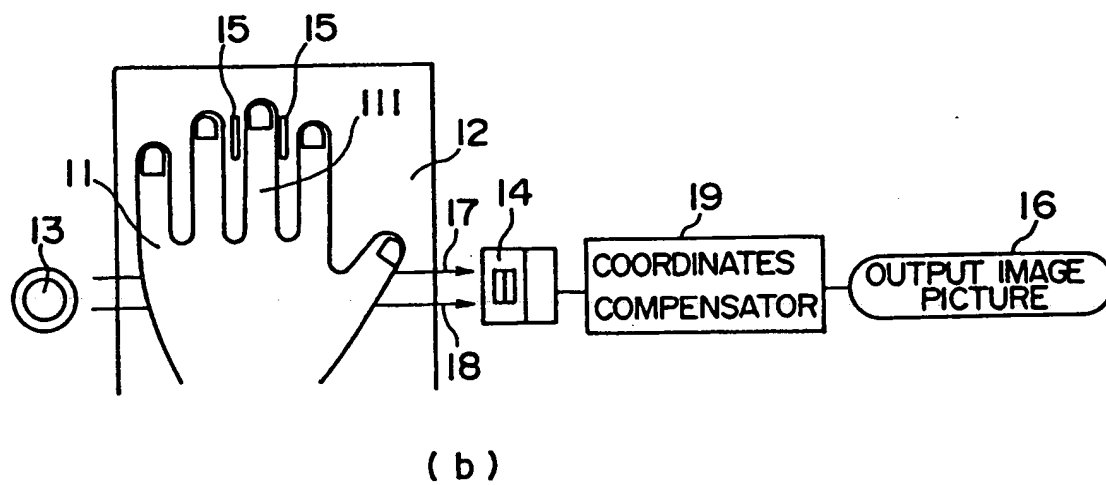 15 15
111
12
11
13
17
14
19
16
COORDINATES
COMPENSATOR
OUTPUT IMAGE
PICTURE
18
(b)